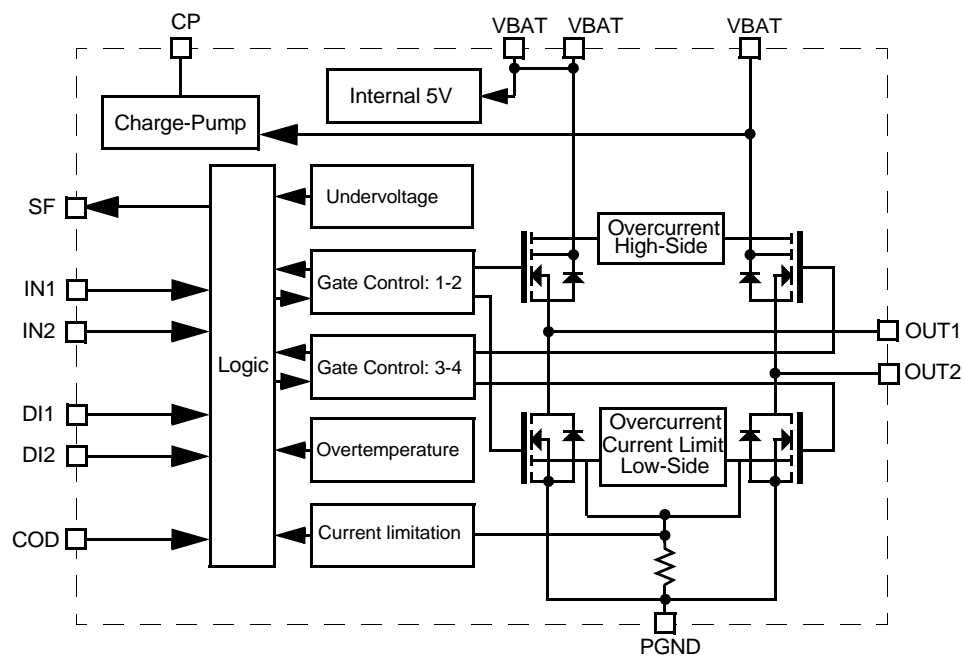 CP
VBAT
VBAT
VBAT
Internal 5V
Charge-Pump
SF
Undervoltage
Overcurrent
High-Side
IN1
Gate Control: 1-2
IN2
OUT1
Logic
Gate Control: 3-4
OUT2
DI1
Overcurrent
Current Limit
Low-Side
DI2
Overtemperature
COD
Current limitation
PGND